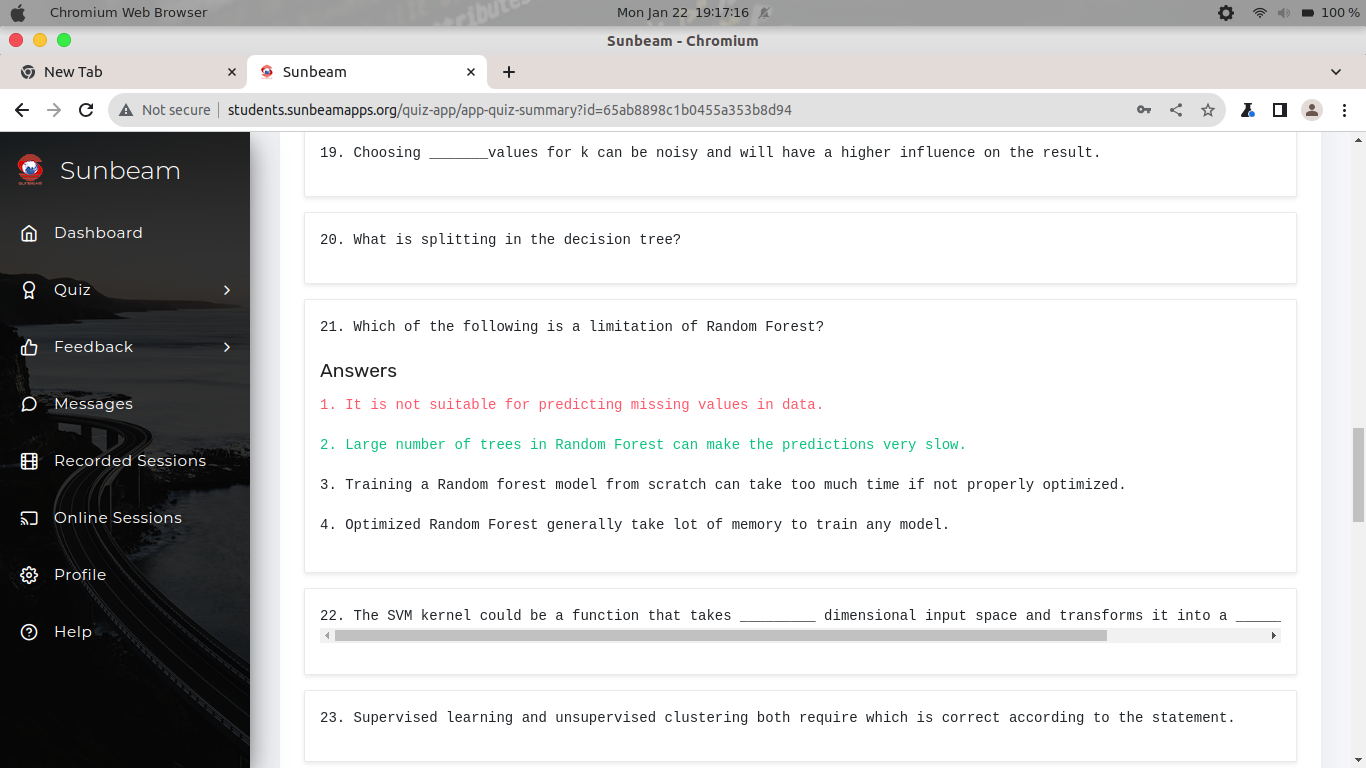 Chromium Web Browser
Mon Jan 22 19:17:16
100 %
Sunbeam - Chromium
New Tab
Sunbeam
Not secure
students.sunbeamapps.org/quiz-app/app-quiz-summary?id=65ab8898c1b0455a353b8d94
Sunbeam
Dashboard
Quiz
Feedback
Messages
Recorded Sessions
Online Sessions
Profile
Help
19. Choosing _______values for k can be noisy and will have a higher influence on the result.
20. What is splitting in the decision tree?
21. Which of the following is a limitation of Random Forest?
Answers
1. It is not suitable for predicting missing values in data.
2. Large number of trees in Random Forest can make the predictions very slow.
3. Training a Random forest model from scratch can take too much time if not properly optimized.
4. Optimized Random Forest generally take lot of memory to train any model.
22. The SVM kernel could be a function that takes _________ dimensional input space and transforms it into a ______
23. Supervised learning and unsupervised clustering both require which is correct according to the statement.